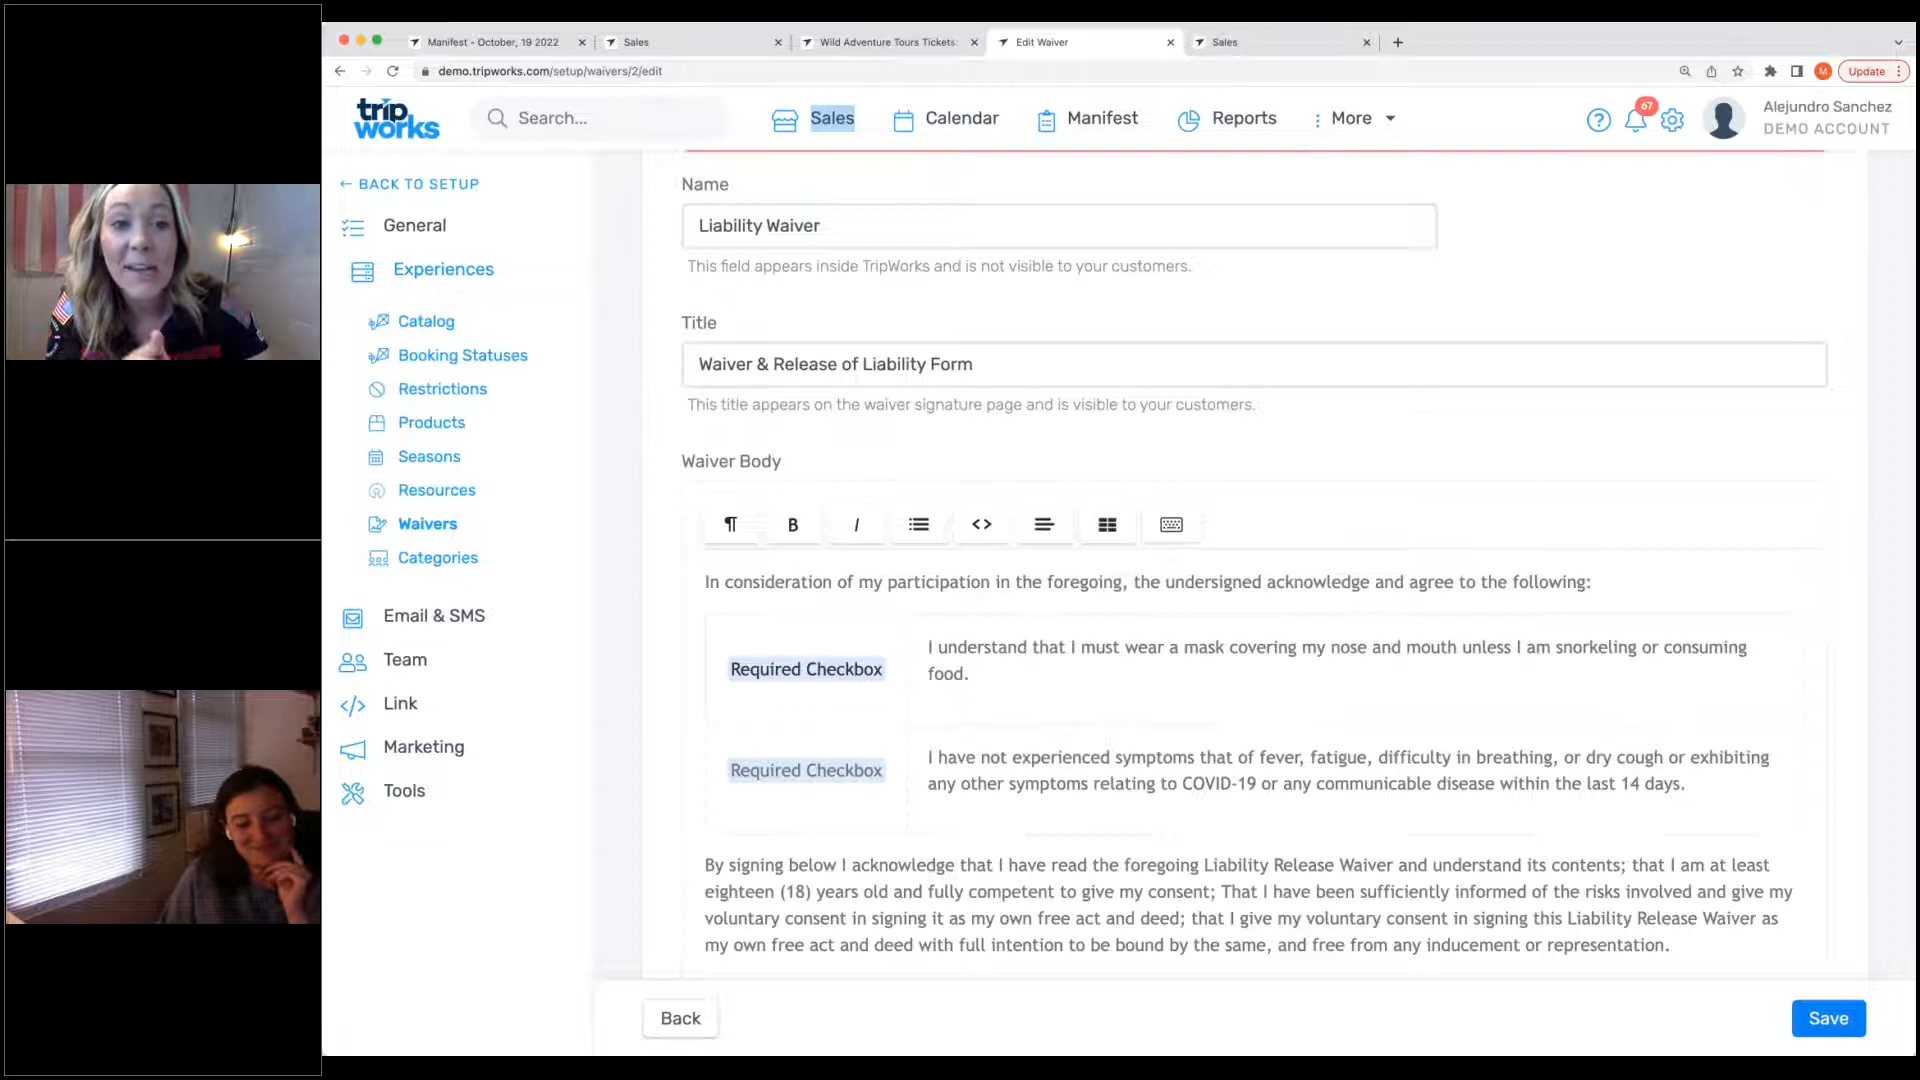 Manifest - October, 19 2022
Sales
Wild Adventure Tours Tickets
Edit Waiver
Sales
demo.tripworks.com/setup/waivers/2/edit
M
Update
trip works
Search...
Sales
Calendar
Manifest
Reports
More
67
Alejandro Sanchez
DEMO ACCOUNT
← BACK TO SETUP
General
Experiences
Catalog
Booking Statuses
Restrictions
Products
Seasons
Resources
Waivers
Categories
Email & SMS
Team
Link
Marketing
Tools
Name
Liability Waiver
This field appears inside TripWorks and is not visible to your customers.
Title
Waiver & Release of Liability Form
This title appears on the waiver signature page and is visible to your customers.
Waiver Body
¶ B I <>
In consideration of my participation in the foregoing, the undersigned acknowledge and agree to the following:
Required Checkbox
I understand that I must wear a mask covering my nose and mouth unless I am snorkeling or consuming
food.
Required Checkbox
I have not experienced symptoms that of fever, fatigue, difficulty in breathing, or dry cough or exhibiting
any other symptoms relating to COVID-19 or any communicable disease within the last 14 days.
By signing below I acknowledge that I have read the foregoing Liability Release Waiver and understand its contents; that I am at least
eighteen (18) years old and fully competent to give my consent; That I have been sufficiently informed of the risks involved and give my
voluntary consent in signing it as my own free act and deed; that I give my voluntary consent in signing this Liability Release Waiver as
my own free act and deed with full intention to be bound by the same, and free from any inducement or representation.
Back
Save